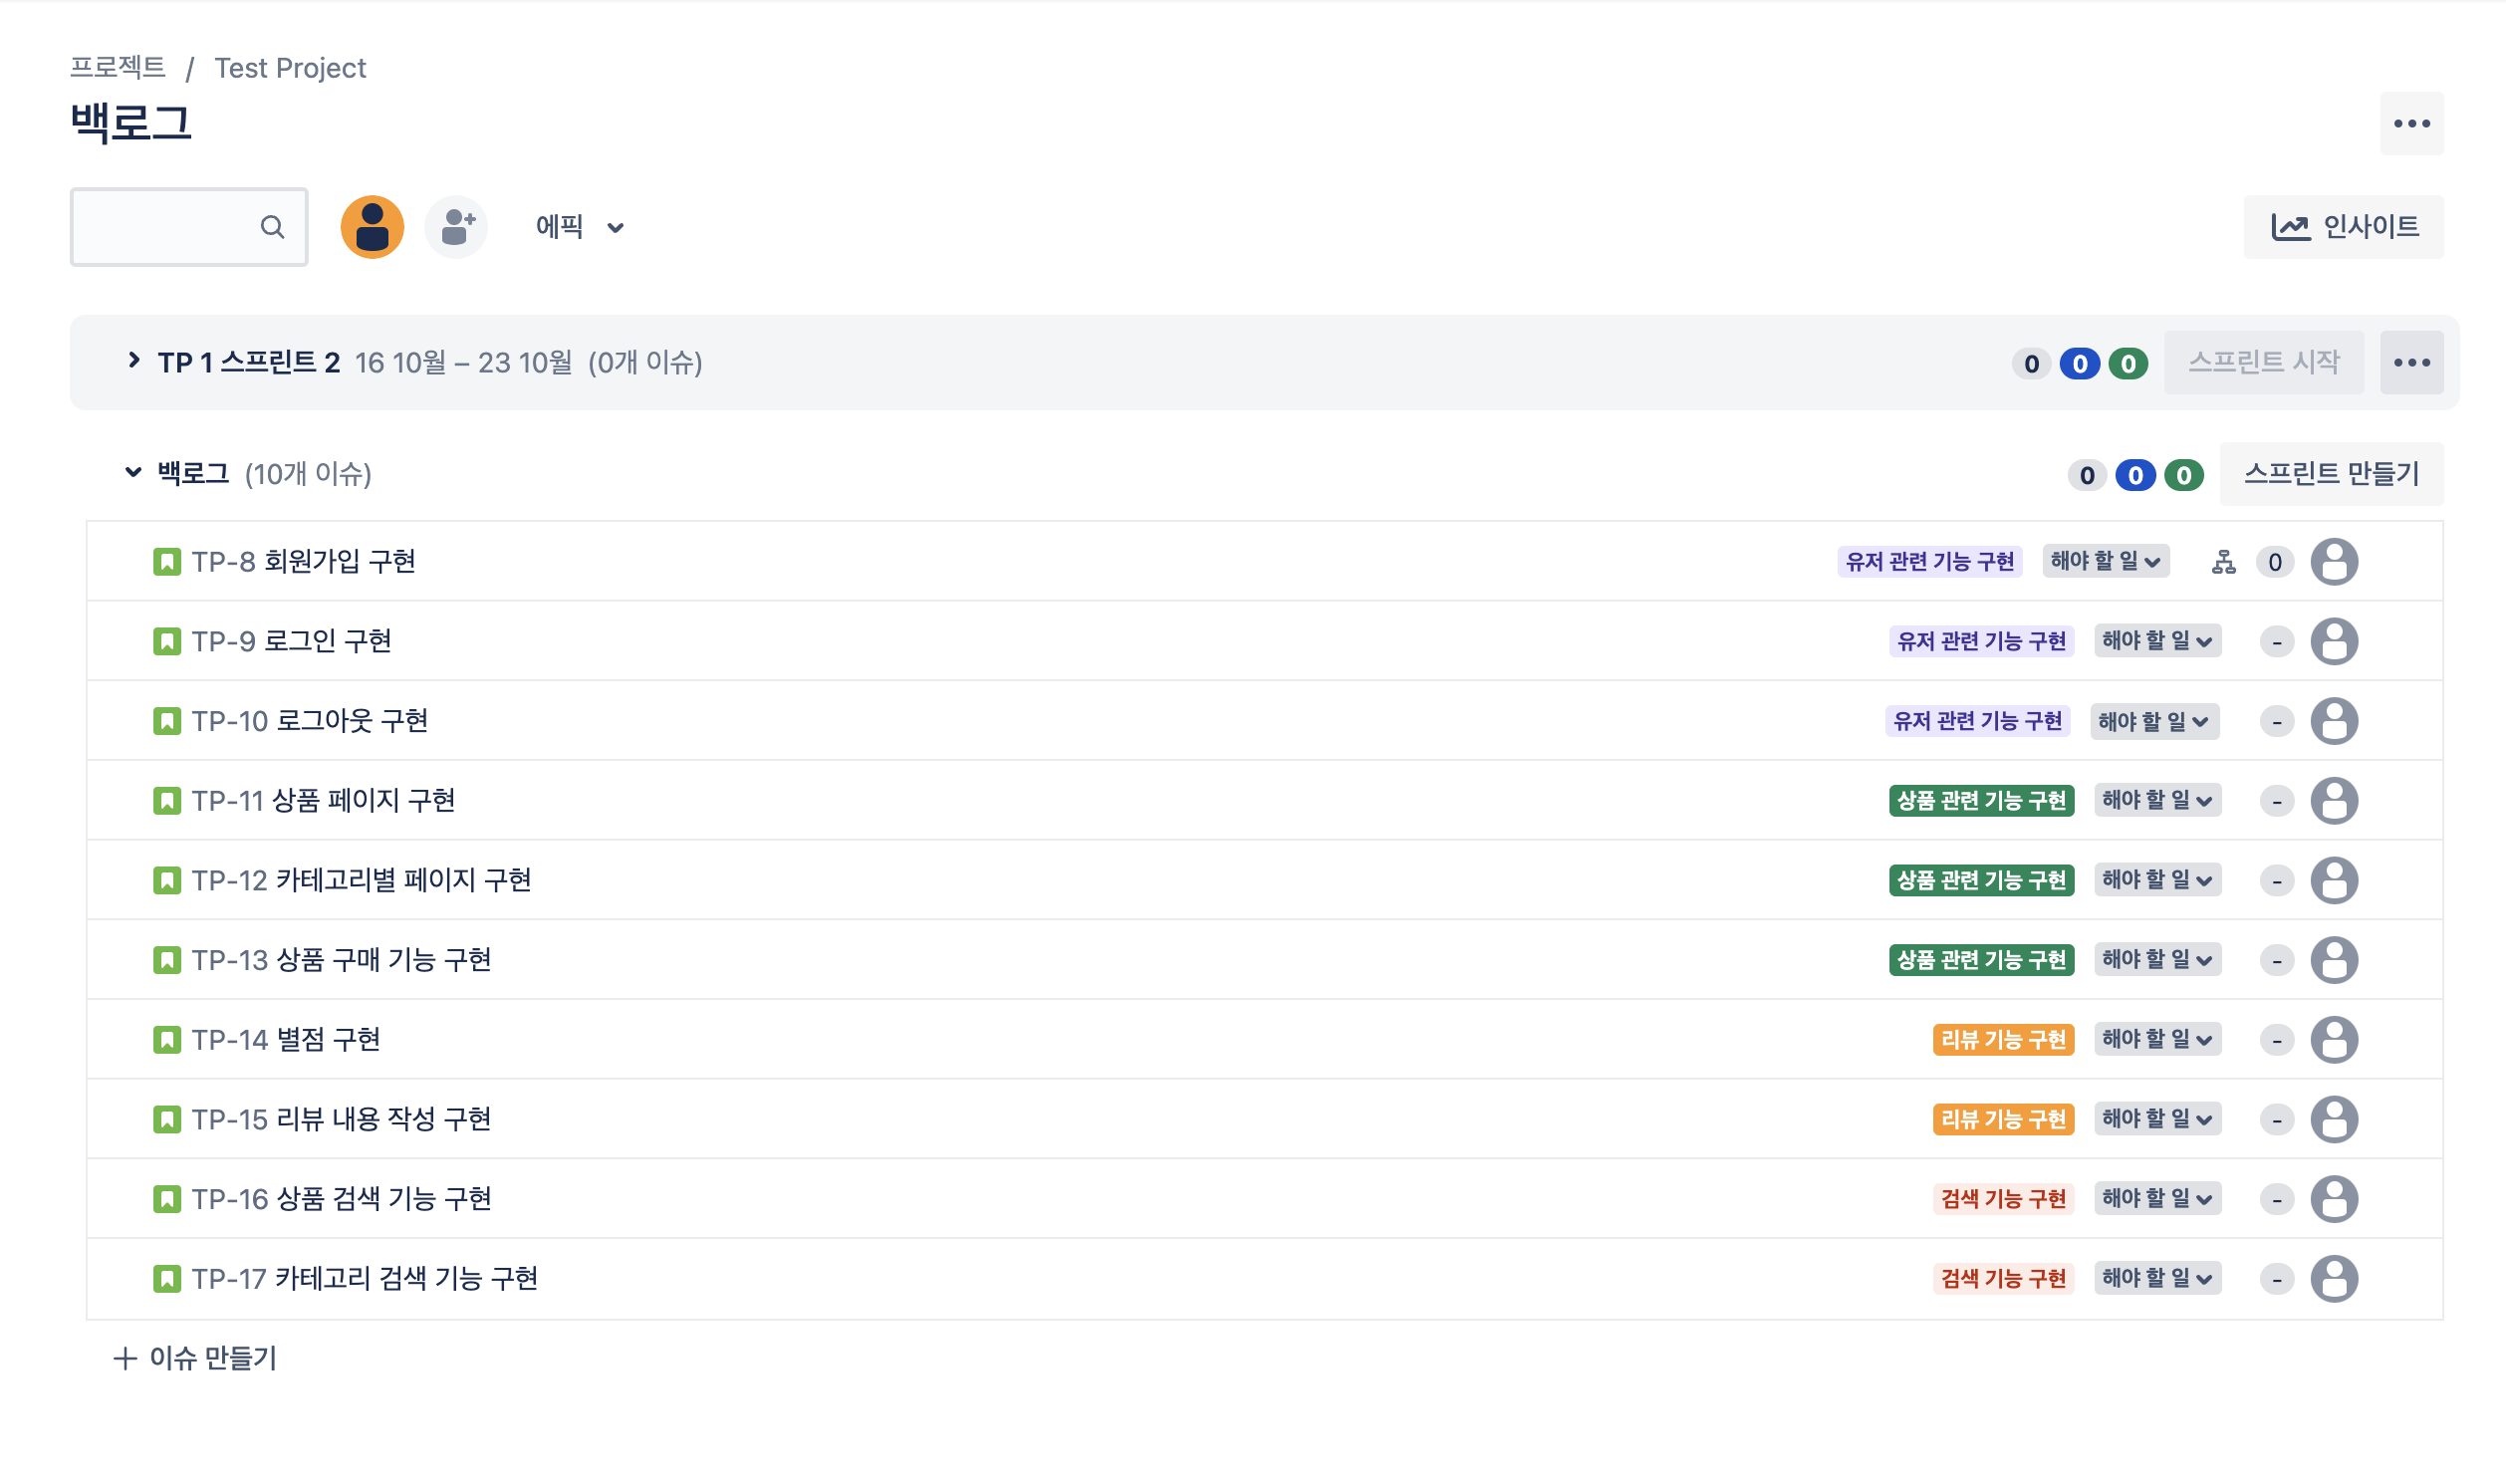 프로젝트 / Test Project
백로그
에픽
인사이트
TP 1 스프린트 2 16 10월 – 23 10월 (0개 이슈) 0 0 0 스프린트 시작
백로그 (10개 이슈) 0 0 0 스프린트 만들기
TP-8 회원가입 구현 유저 관련 기능 구현 해야 할 일 0
TP-9 로그인 구현 유저 관련 기능 구현 해야 할 일 -
TP-10 로그아웃 구현 유저 관련 기능 구현 해야 할 일 -
TP-11 상품 페이지 구현 상품 관련 기능 구현 해야 할 일 -
TP-12 카테고리별 페이지 구현 상품 관련 기능 구현 해야 할 일 -
TP-13 상품 구매 기능 구현 상품 관련 기능 구현 해야 할 일 -
TP-14 별점 구현 리뷰 기능 구현 해야 할 일 -
TP-15 리뷰 내용 작성 구현 리뷰 기능 구현 해야 할 일 -
TP-16 상품 검색 기능 구현 검색 기능 구현 해야 할 일 -
TP-17 카테고리 검색 기능 구현 검색 기능 구현 해야 할 일 -
+ 이슈 만들기